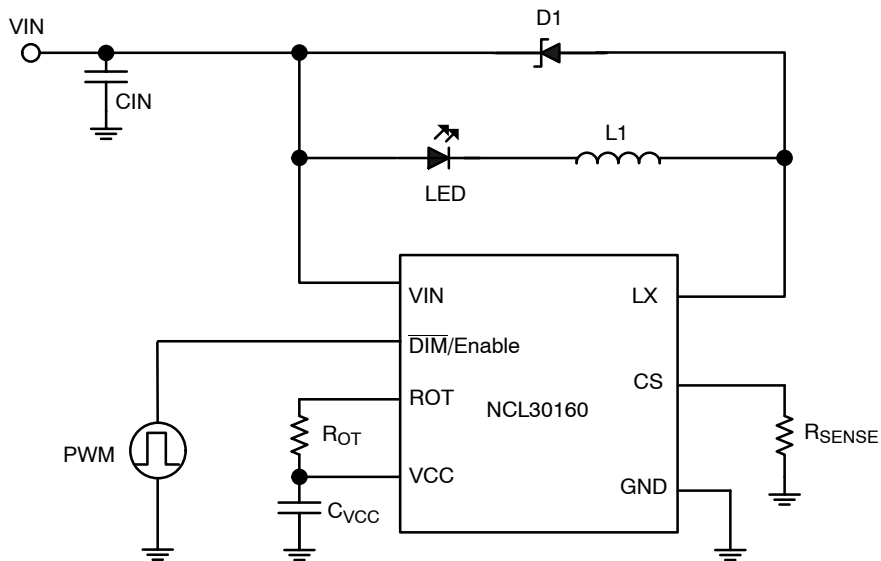 VIN
D1
CIN
L1
LED
VIN
LX
DIM/Enable
CS
ROT
NCL30160
ROT
RSENSE
PWM
VCC
GND
CVCC